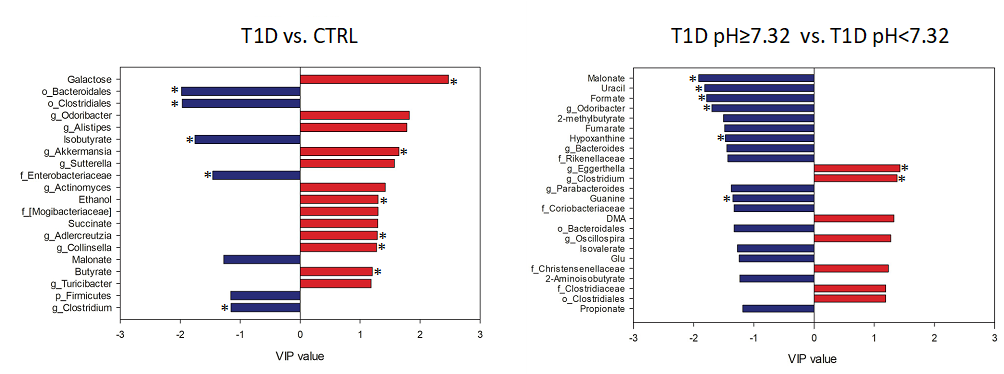 T1D vs. CTRL
Galactose
*
o_Bacteroidales
*
o_Clostridiales
*
g_Odoribacter
g_Alistipes
Isobutyrate
*
g_Akkermansia
*
g_Sutterella
f_Enterobacteriaceae
*
g_Actinomyces
Ethanol
*
f_[Mogibacteriaceae]
Succinate
g_Adlercreutzia
*
g_Collinsella
*
Malonate
Butyrate
*
g_Turicibacter
p_Firmicutes
g_Clostridium
*
-3 -2 -1 0 1 2 3
VIP value
T1D pH≥7.32 vs. T1D pH<7.32
Malonate
*
Uracil
*
Formate
*
g_Odoribacter
*
2-methylbutyrate
Fumarate
Hypoxanthine
*
g_Bacteroides
f_Rikenellaceae
g_Eggerthella
*
g_Clostridium
*
g_Parabacteroides
Guanine
*
f_Coriobacteriaceae
DMA
o_Bacteroidales
g_Oscillospira
Isovalerate
Glu
f_Christensenellaceae
2-Aminoisobutyrate
f_Clostridiaceae
o_Clostridiales
Propionate
-3 -2 -1 0 1 2 3
VIP value